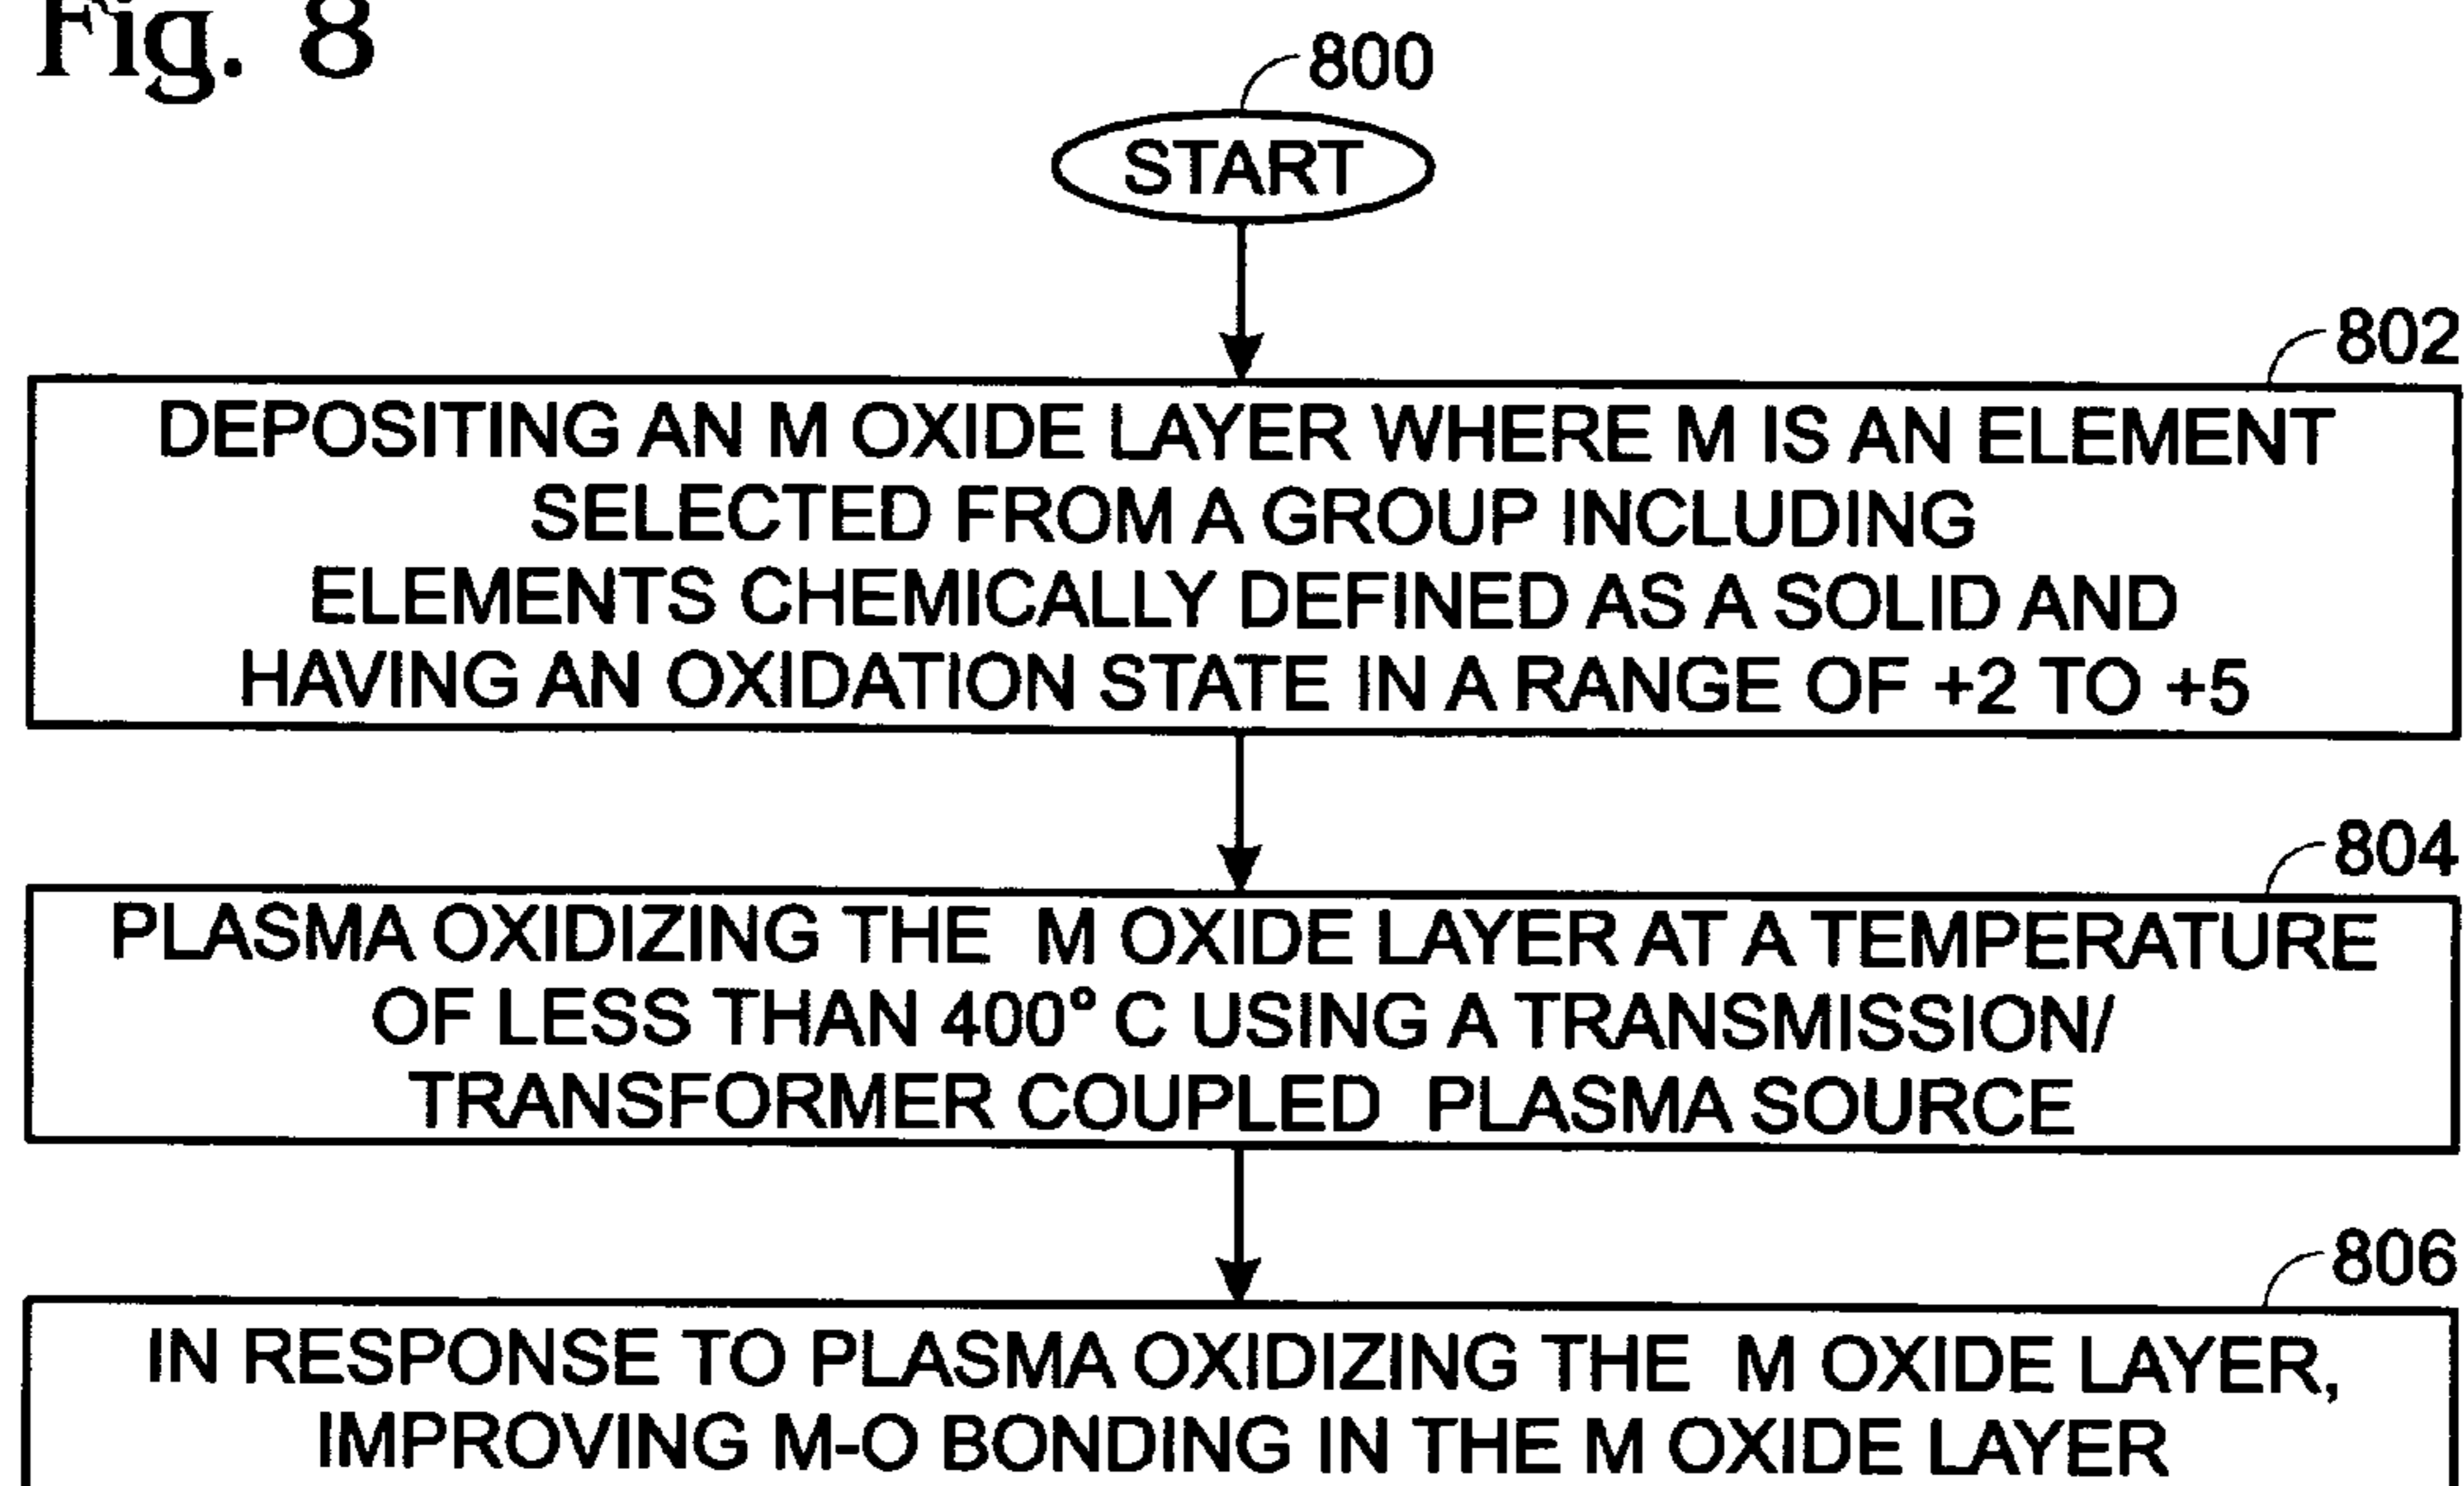 Fig. 8
800
START
802
DEPOSITING AN M OXIDE LAYER WHERE M IS AN ELEMENT
SELECTED FROM A GROUP INCLUDING
ELEMENTS CHEMICALLY DEFINED AS A SOLID AND
HAVING AN OXIDATION STATE IN A RANGE OF +2 TO +5
804
PLASMA OXIDIZING THE M OXIDE LAYER AT A TEMPERATURE
OF LESS THAN 400° C USING A TRANSMISSION/
TRANSFORMER COUPLED PLASMA SOURCE
806
IN RESPONSE TO PLASMA OXIDIZING THE M OXIDE LAYER,
IMPROVING M-O BONDING IN THE M OXIDE LAYER